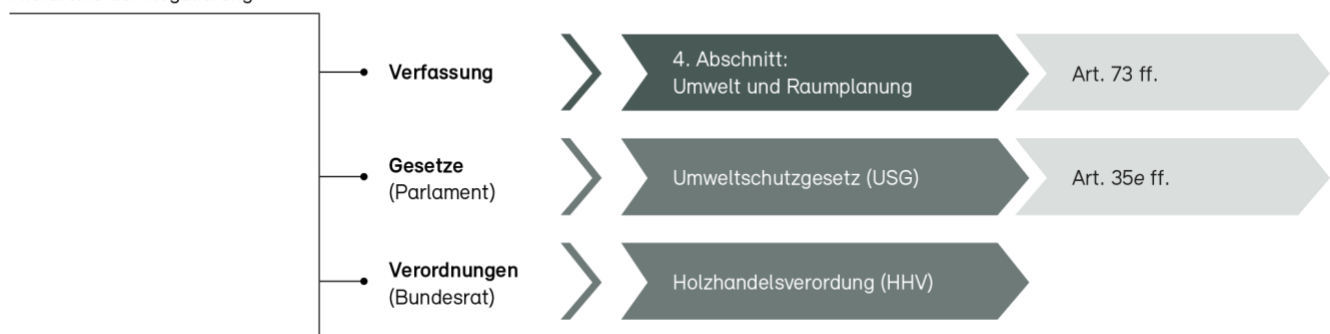 Verfassung
4. Abschnitt:
Umwelt und Raumplanung
Art. 73 ff.
Gesetze
(Parlament)
Umweltschutzgesetz (USG)
Art. 35e ff.
Verordnungen
(Bundesrat)
Holzhandelsverordung (HHV)